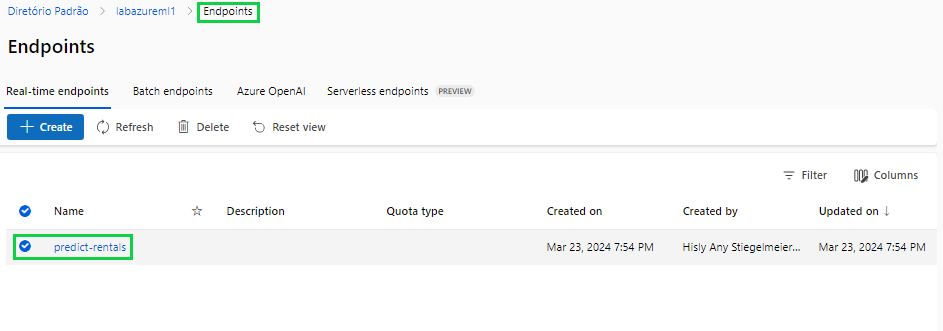 Diretório Padrão > labazureml1 > Endpoints
Endpoints
Real-time endpoints Batch endpoints Azure OpenAI Serverless endpoints PREVIEW
+ Create Refresh Delete Reset view
Filter Columns
Name Description Quota type Created on Created by Updated on ↓
predict-rentals Mar 23, 2024 7:54 PM Hisly Any Stiegelmeier... Mar 23, 2024 7:54 PM